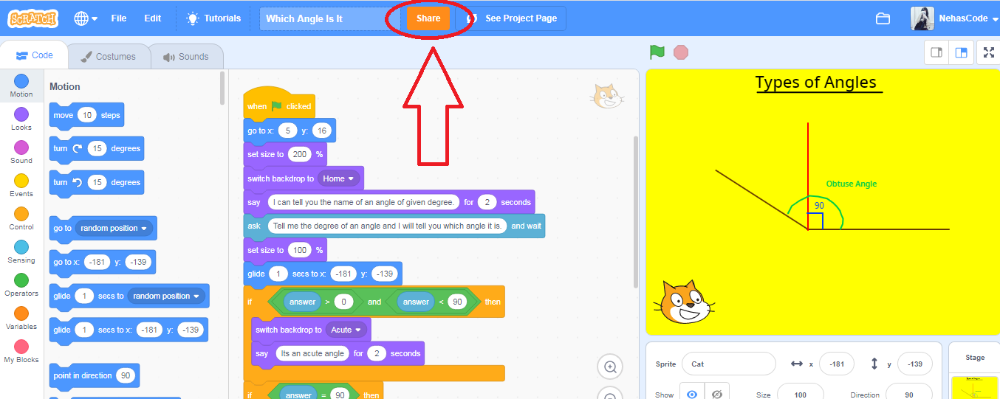 SCRATCH File Edit Tutorials Which Angle Is It Share See Project Page NehasCode
Code Costumes Sounds
Motion
Looks
Sound
Events
Control
Sensing
Operators
Variables
My Blocks
Motion
move 10 steps
turn 15 degrees
turn 15 degrees
go to random position
go to x: -181 y: -139
glide 1 secs to random position
glide 1 secs to x: -181 y: -139
point in direction 90
when clicked
go to x: 5 y: 16
set size to 200 %
switch backdrop to Home
say I can tell you the name of an angle of given degree. for 2 seconds
ask Tell me the degree of an angle and I will tell you which angle it is. and wait
set size to 100 %
glide 1 secs to x: -181 y: -139
if answer > 0 and answer < 90 then
switch backdrop to Acute
say Its an acute angle for 2 seconds
if answer = 90 then
Types of Angles
Obtuse Angle
90
Sprite Cat x -181 y -139
Show Size 100 Direction 90
Stage